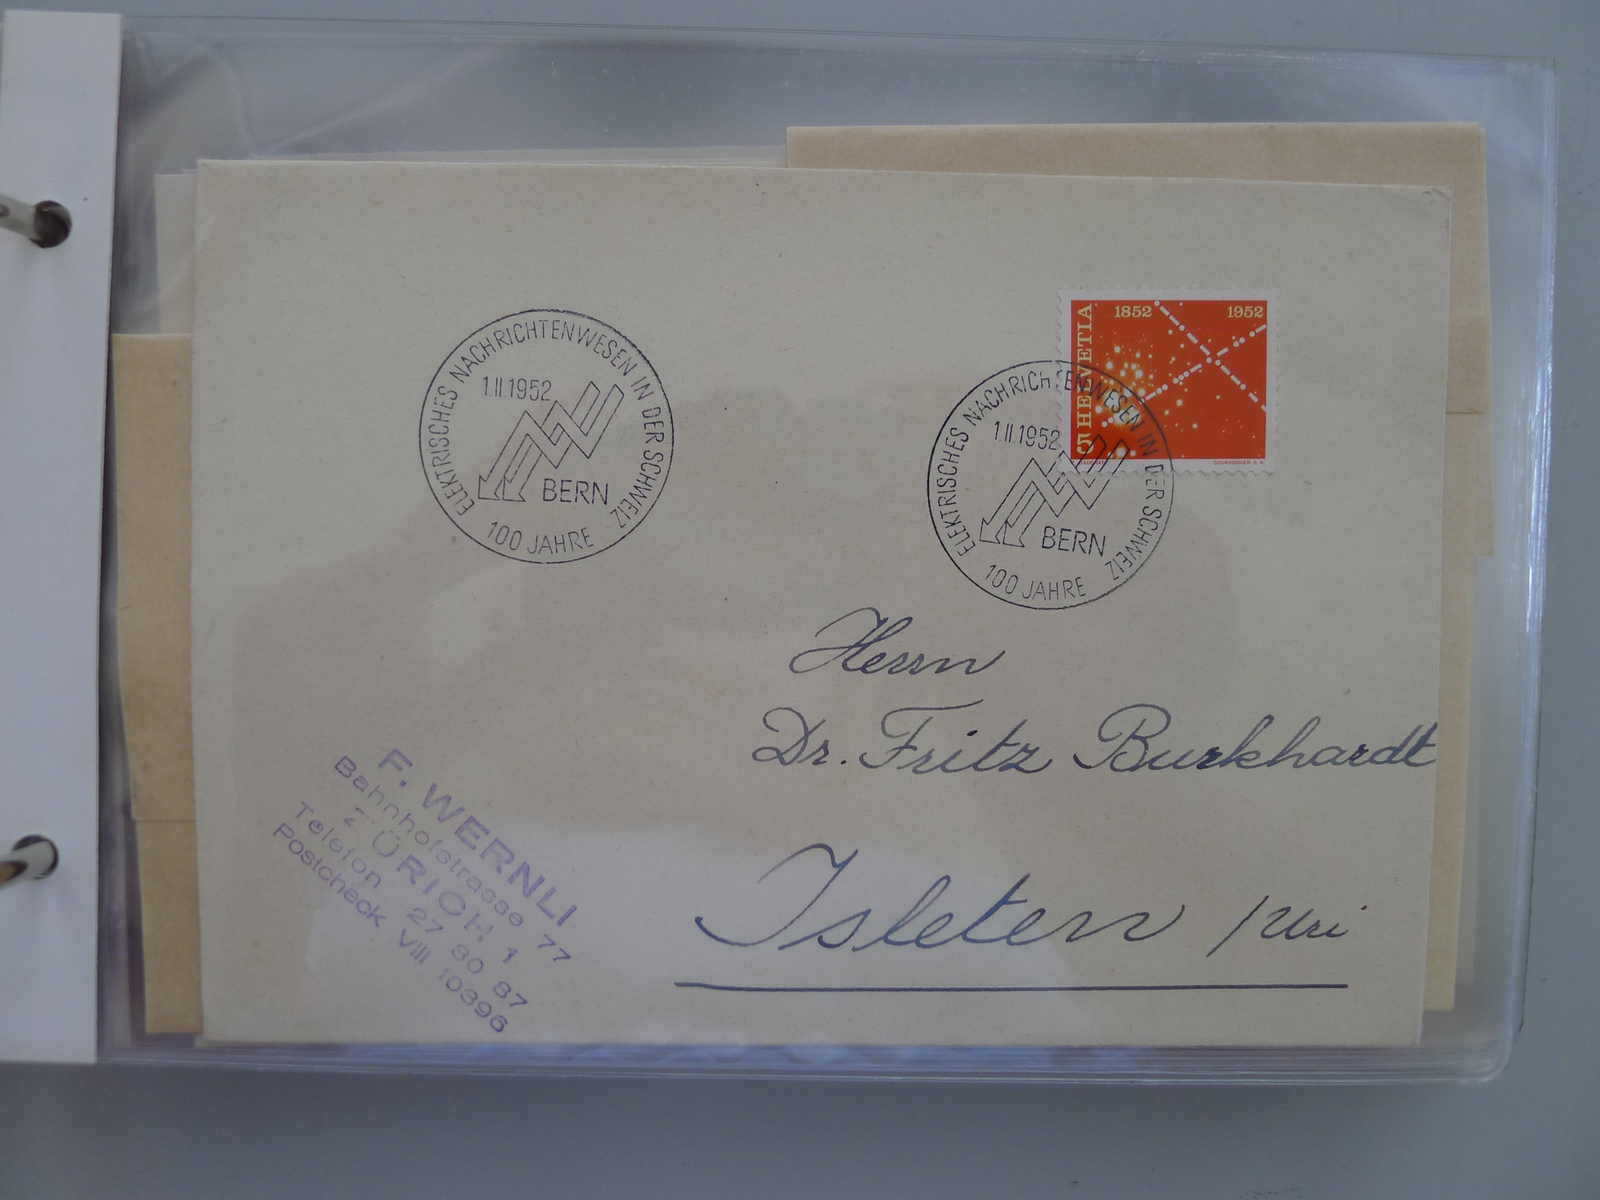 ELEKTRISCHES NACHRICHTENWESEN IN DER SCHWEIZ
1.II.1952
BERN
100 JAHRE
1852 1952
5 HELVETIA
ELEKTRISCHES NACHRICHTENWESEN IN DER SCHWEIZ
1.II.1952
BERN
100 JAHRE
Herrn
Dr. Fritz Burkhardt
Isleten / Uri
F. WERNLI
Bahnhofstrasse 77
ZÜRICH 1
Telefon 27 30 87
Postcheck VIII 10396